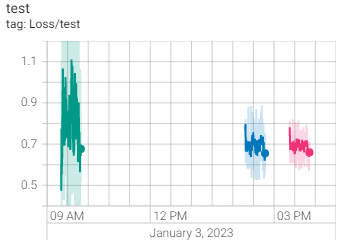 test
tag: Loss/test
1.1
0.9
0.7
0.5
09 AM 12 PM 03 PM
January 3, 2023